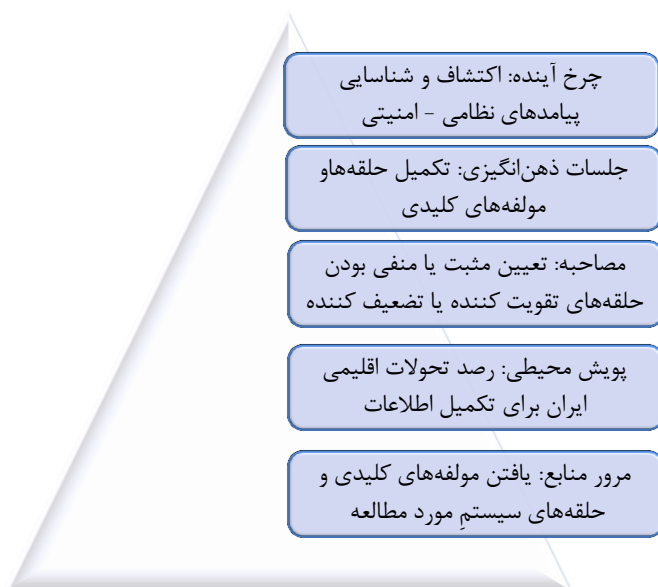 چرخ آینده: اکتشاف و شناسایی
پیامدهای نظامی - امنیتی
جلسات ذهن‌انگیزی: تکمیل حلقه‌هاو
مولفه‌های کلیدی
مصاحبه: تعیین مثبت یا منفی بودن
حلقه‌های تقویت کننده یا تضعیف کننده
پویش محیطی: رصد تحولات اقلیمی
ایران برای تکمیل اطلاعات
مرور منابع: یافتن مولفه‌های کلیدی و
حلقه‌های سیستمِ مورد مطالعه